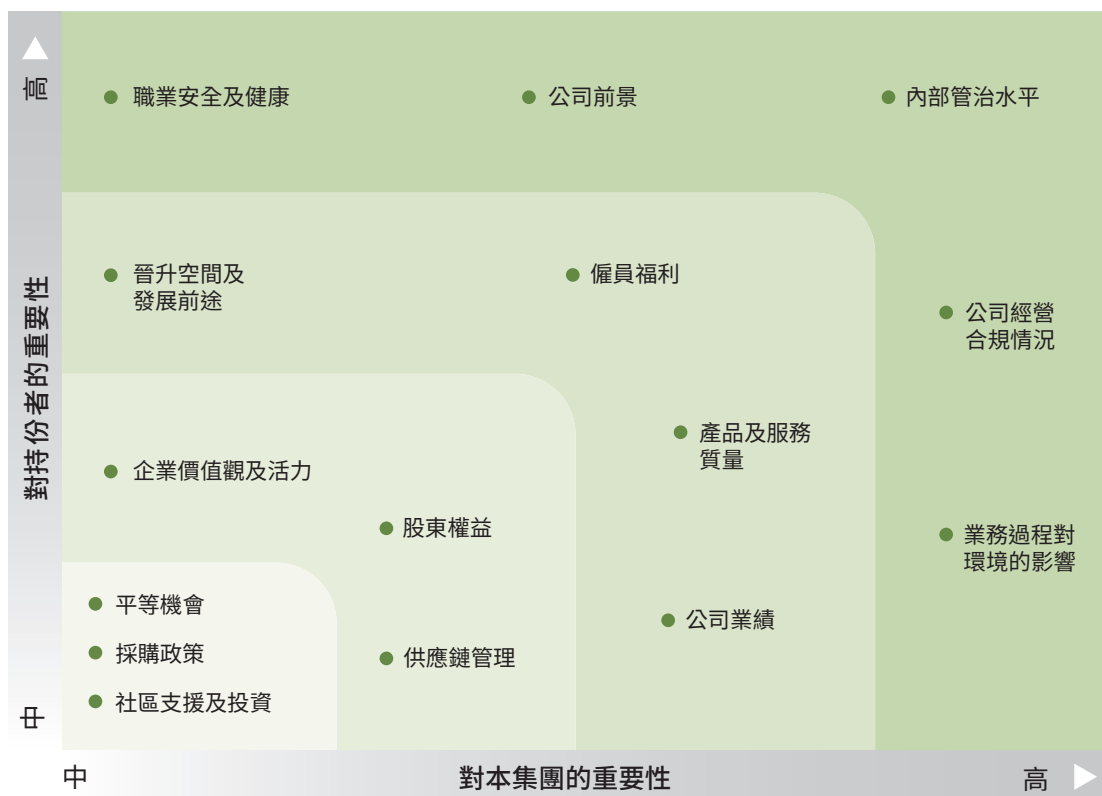 高
職業安全及健康
公司前景
內部管治水平
晉升空間及
發展前途
僱員福利
公司經營
合規情況
對持份者的重要性
產品及服務
質量
企業價值觀及活力
股東權益
業務過程對
環境的影響
平等機會
採購政策
社區支援及投資
供應鏈管理
公司業績
中
中
對本集團的重要性
高